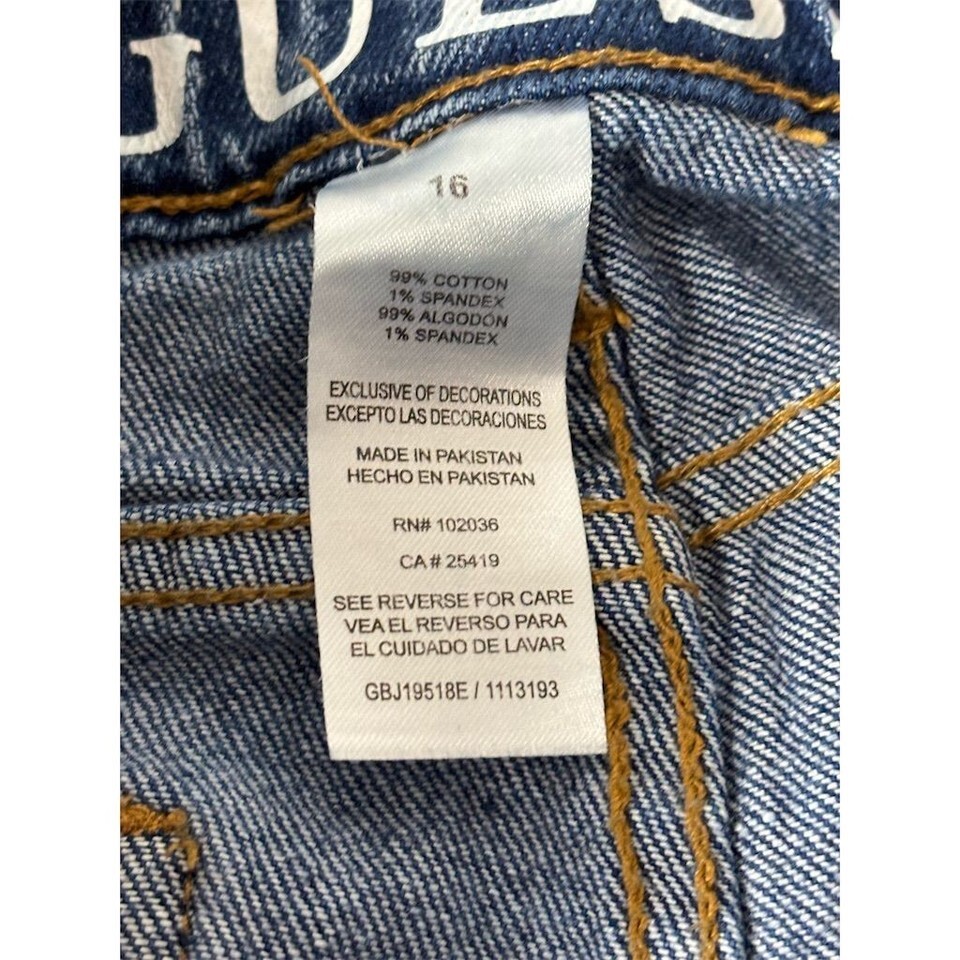 GUES
16
99% COTTON
1% SPANDEX
99% ALGODÓN
1% SPANDEX
EXCLUSIVE OF DECORATIONS
EXCEPTO LAS DECORACIONES
MADE IN PAKISTAN
HECHO EN PAKISTAN
RN# 102036
CA # 25419
SEE REVERSE FOR CARE
VEA EL REVERSO PARA
EL CUIDADO DE LAVAR
GBJ19518E / 1113193